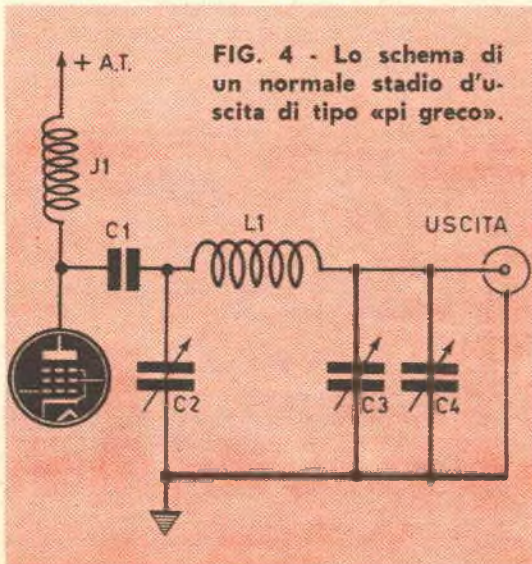 + A.T.
FIG. 4 - Lo schema di
un normale stadio d'u-
scita di tipo «pi greco».
J1
C1
L1
USCITA
C2
C3
C4